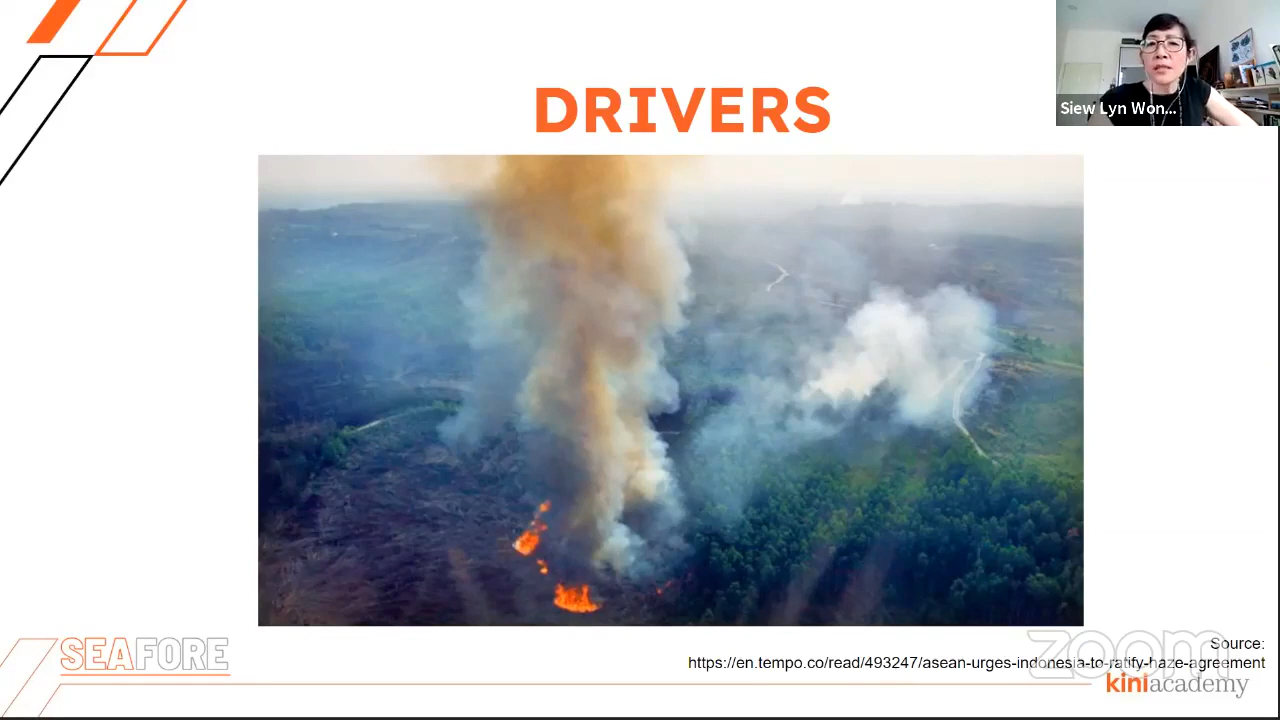 DRIVERS
Siew Lyn Won...
SEAFORE
zoom
Source:
https://en.tempo.co/read/493247/asean-urges-indonesia-to-ratify-haze-agreement
kiniacademy